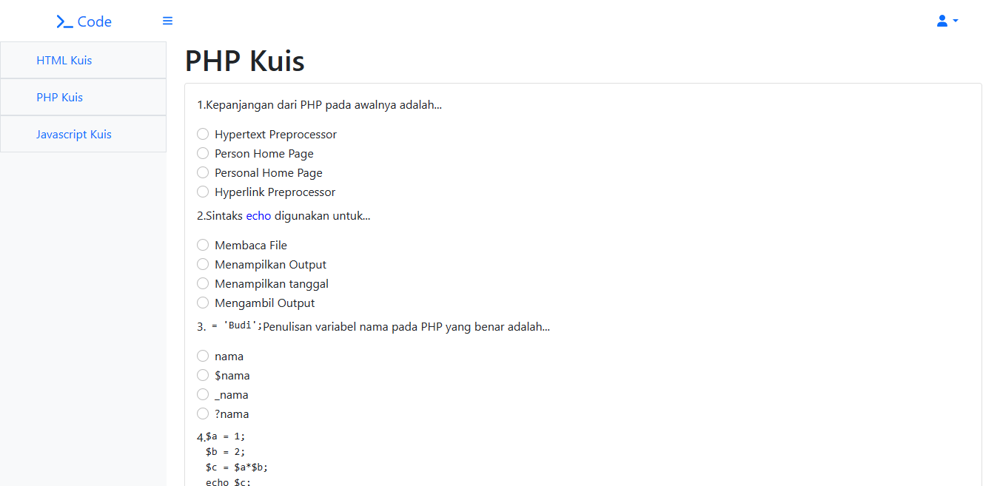 Code
HTML Kuis
PHP Kuis
Javascript Kuis
PHP Kuis
1.Kepanjangan dari PHP pada awalnya adalah...
Hypertext Preprocessor
Person Home Page
Personal Home Page
Hyperlink Preprocessor
2.Sintaks echo digunakan untuk...
Membaca File
Menampilkan Output
Menampilkan tanggal
Mengambil Output
3. = 'Budi';Penulisan variabel nama pada PHP yang benar adalah...
nama
$nama
_nama
?nama
4.$a = 1;
$b = 2;
$c = $a*$b;
echo $c;